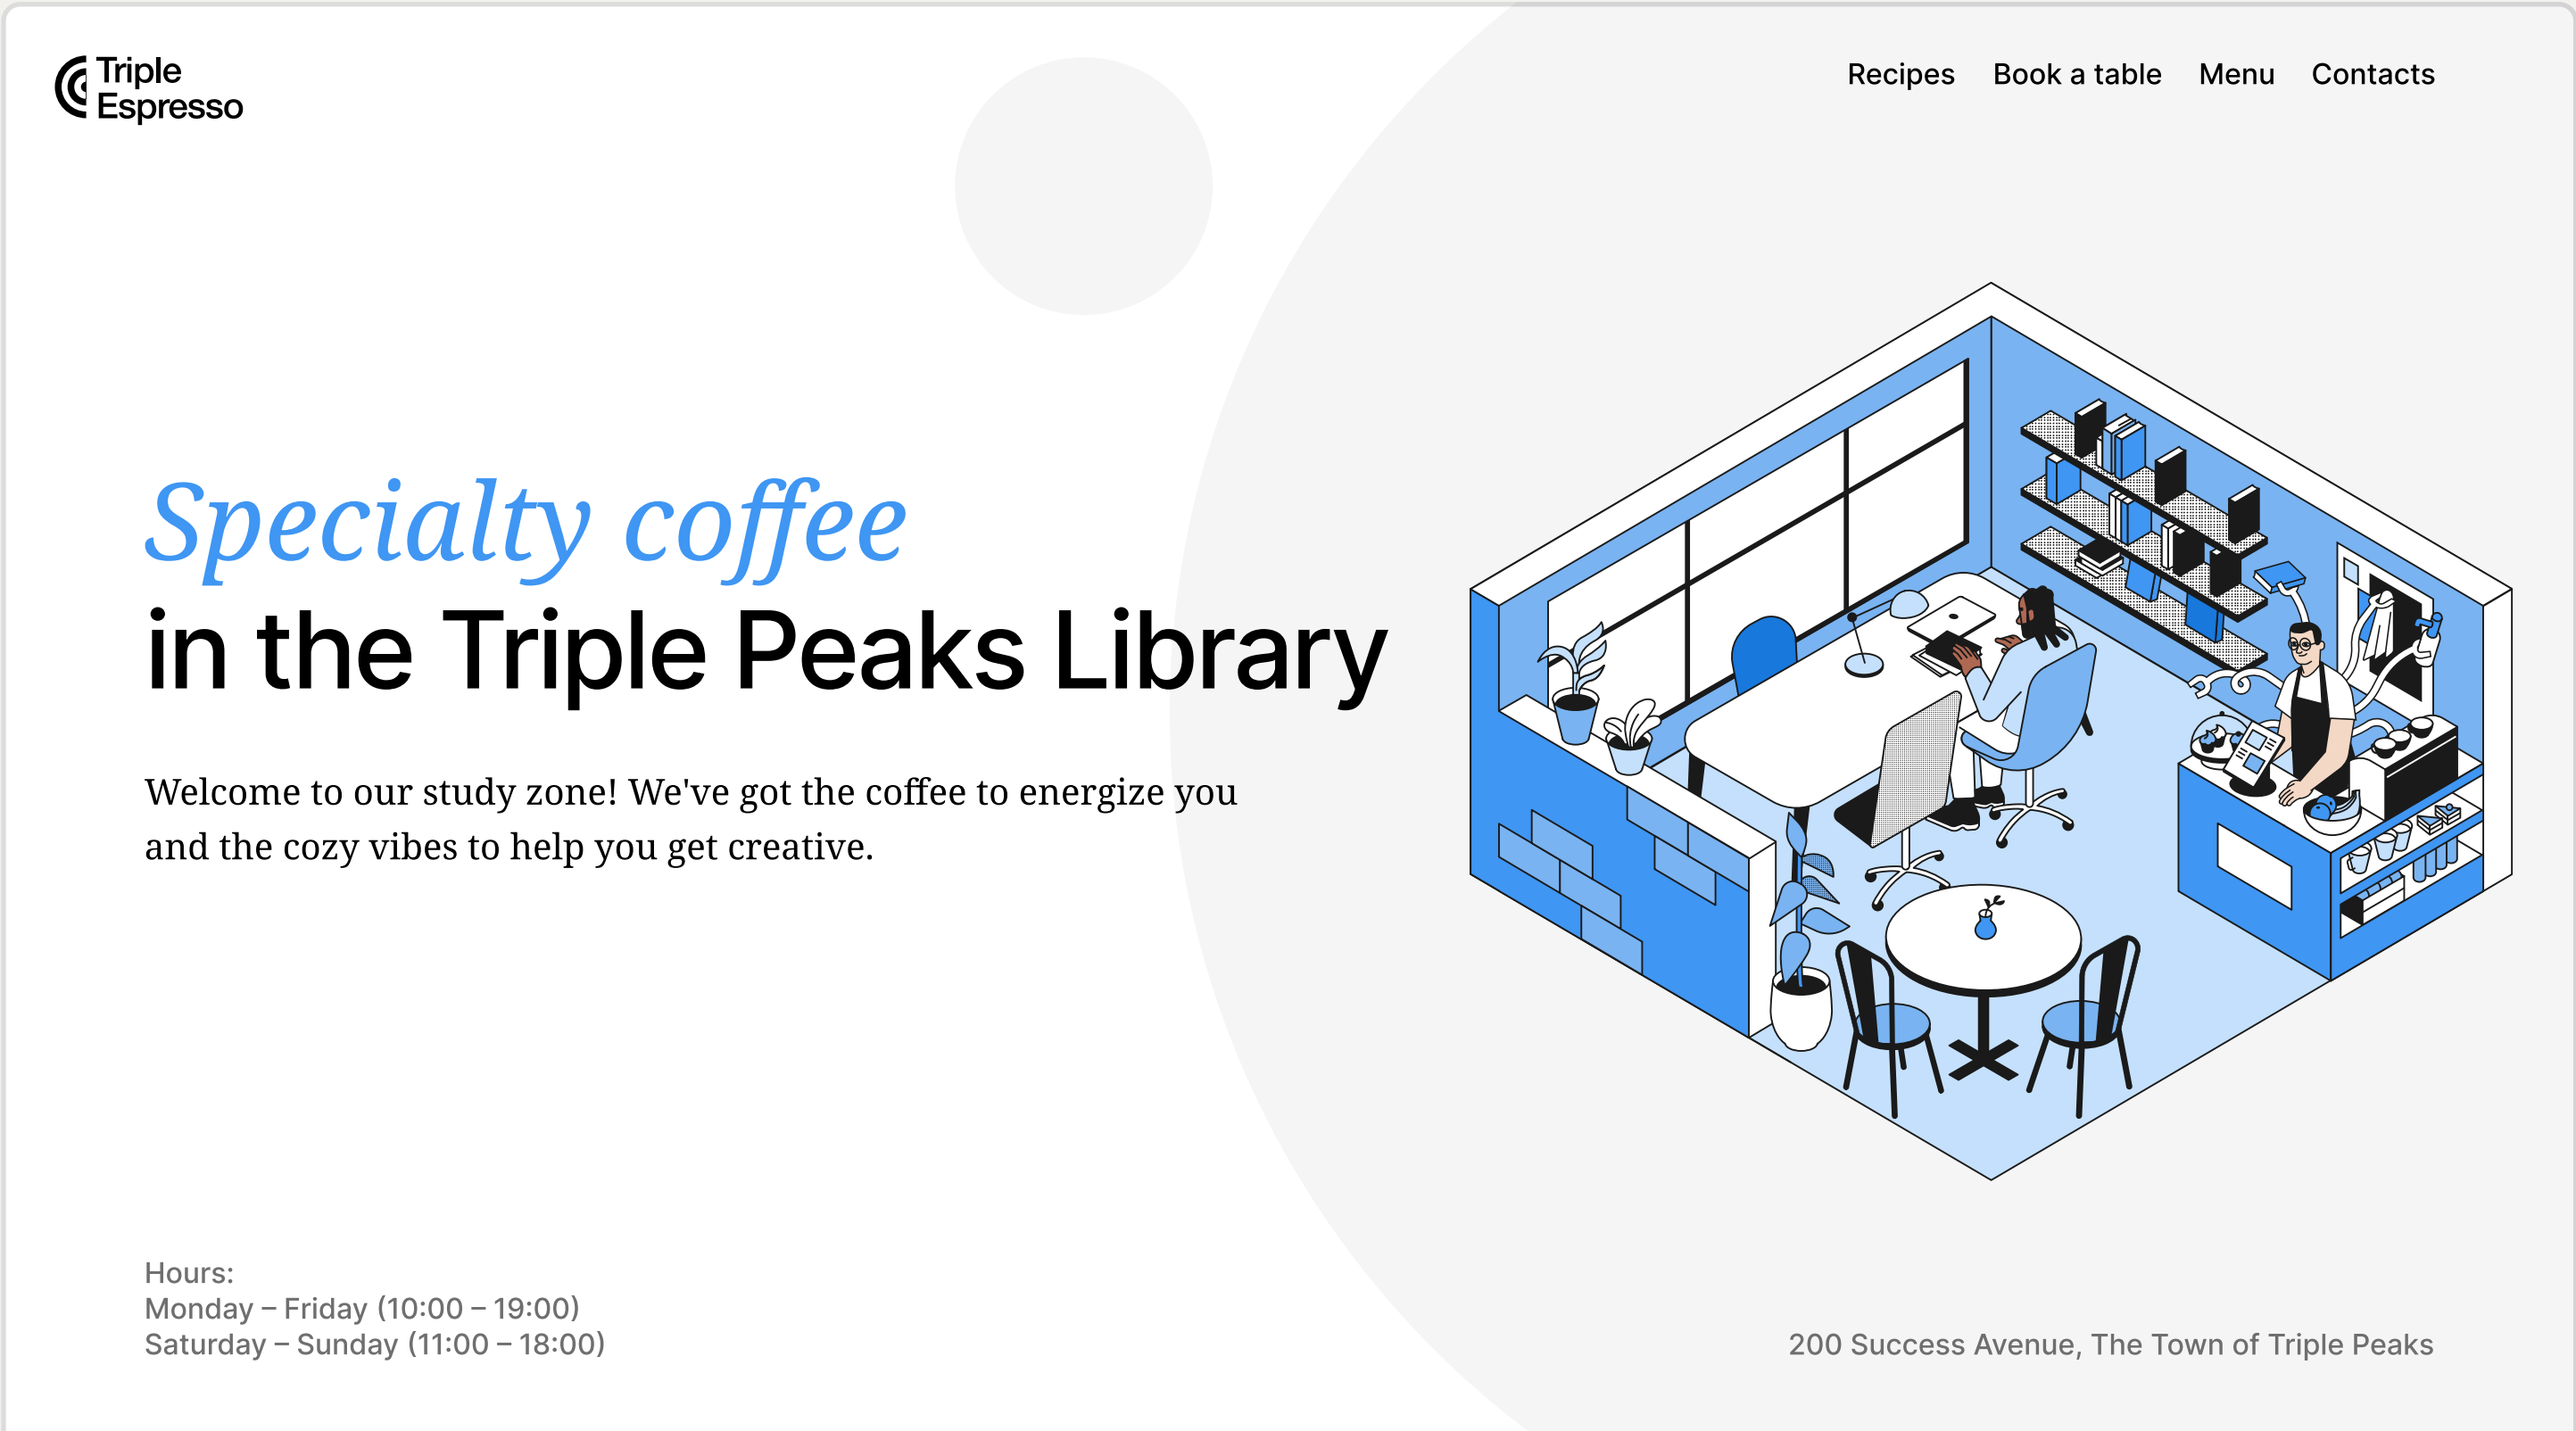 Triple
Espresso
Recipes Book a table Menu Contacts
Specialty coffee
in the Triple Peaks Library
Welcome to our study zone! We've got the coffee to energize you
and the cozy vibes to help you get creative.
Hours:
Monday – Friday (10:00 – 19:00)
Saturday – Sunday (11:00 – 18:00)
200 Success Avenue, The Town of Triple Peaks